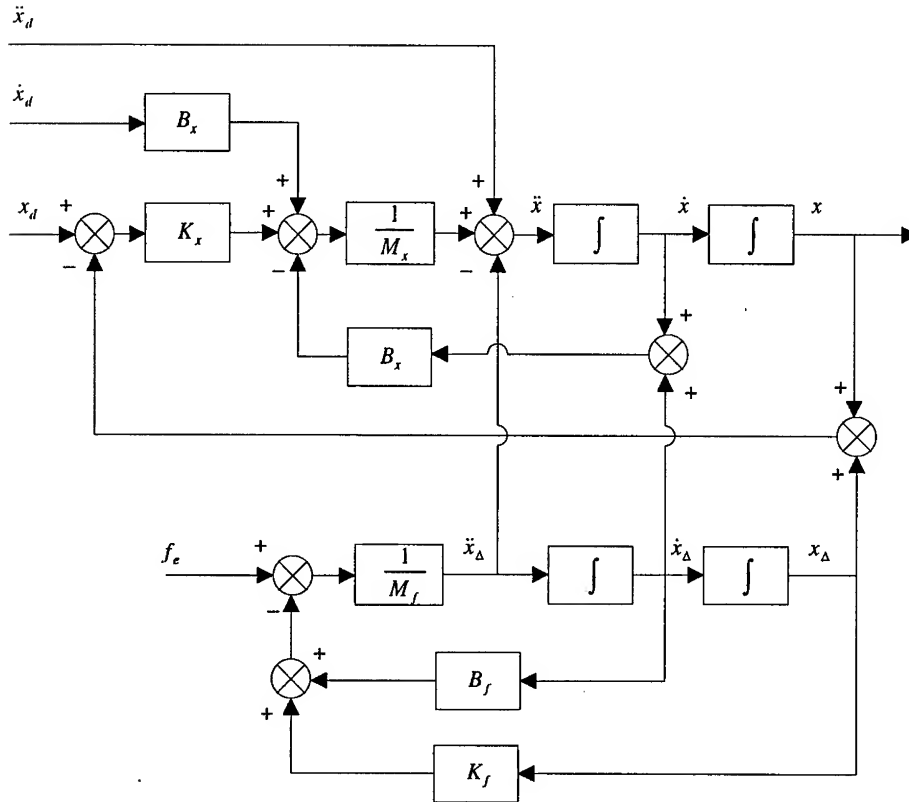 ẍ_d
ẋ_d
B_x
+
x_d
+
K_x
+
+
+
ẍ
∫
ẋ
∫
x
1
M_x
−
−
−
+
B_x
+
+
+
f_e
+
1
M_f
ẍ_Δ
∫
ẋ_Δ
∫
x_Δ
−
+
B_f
+
K_f